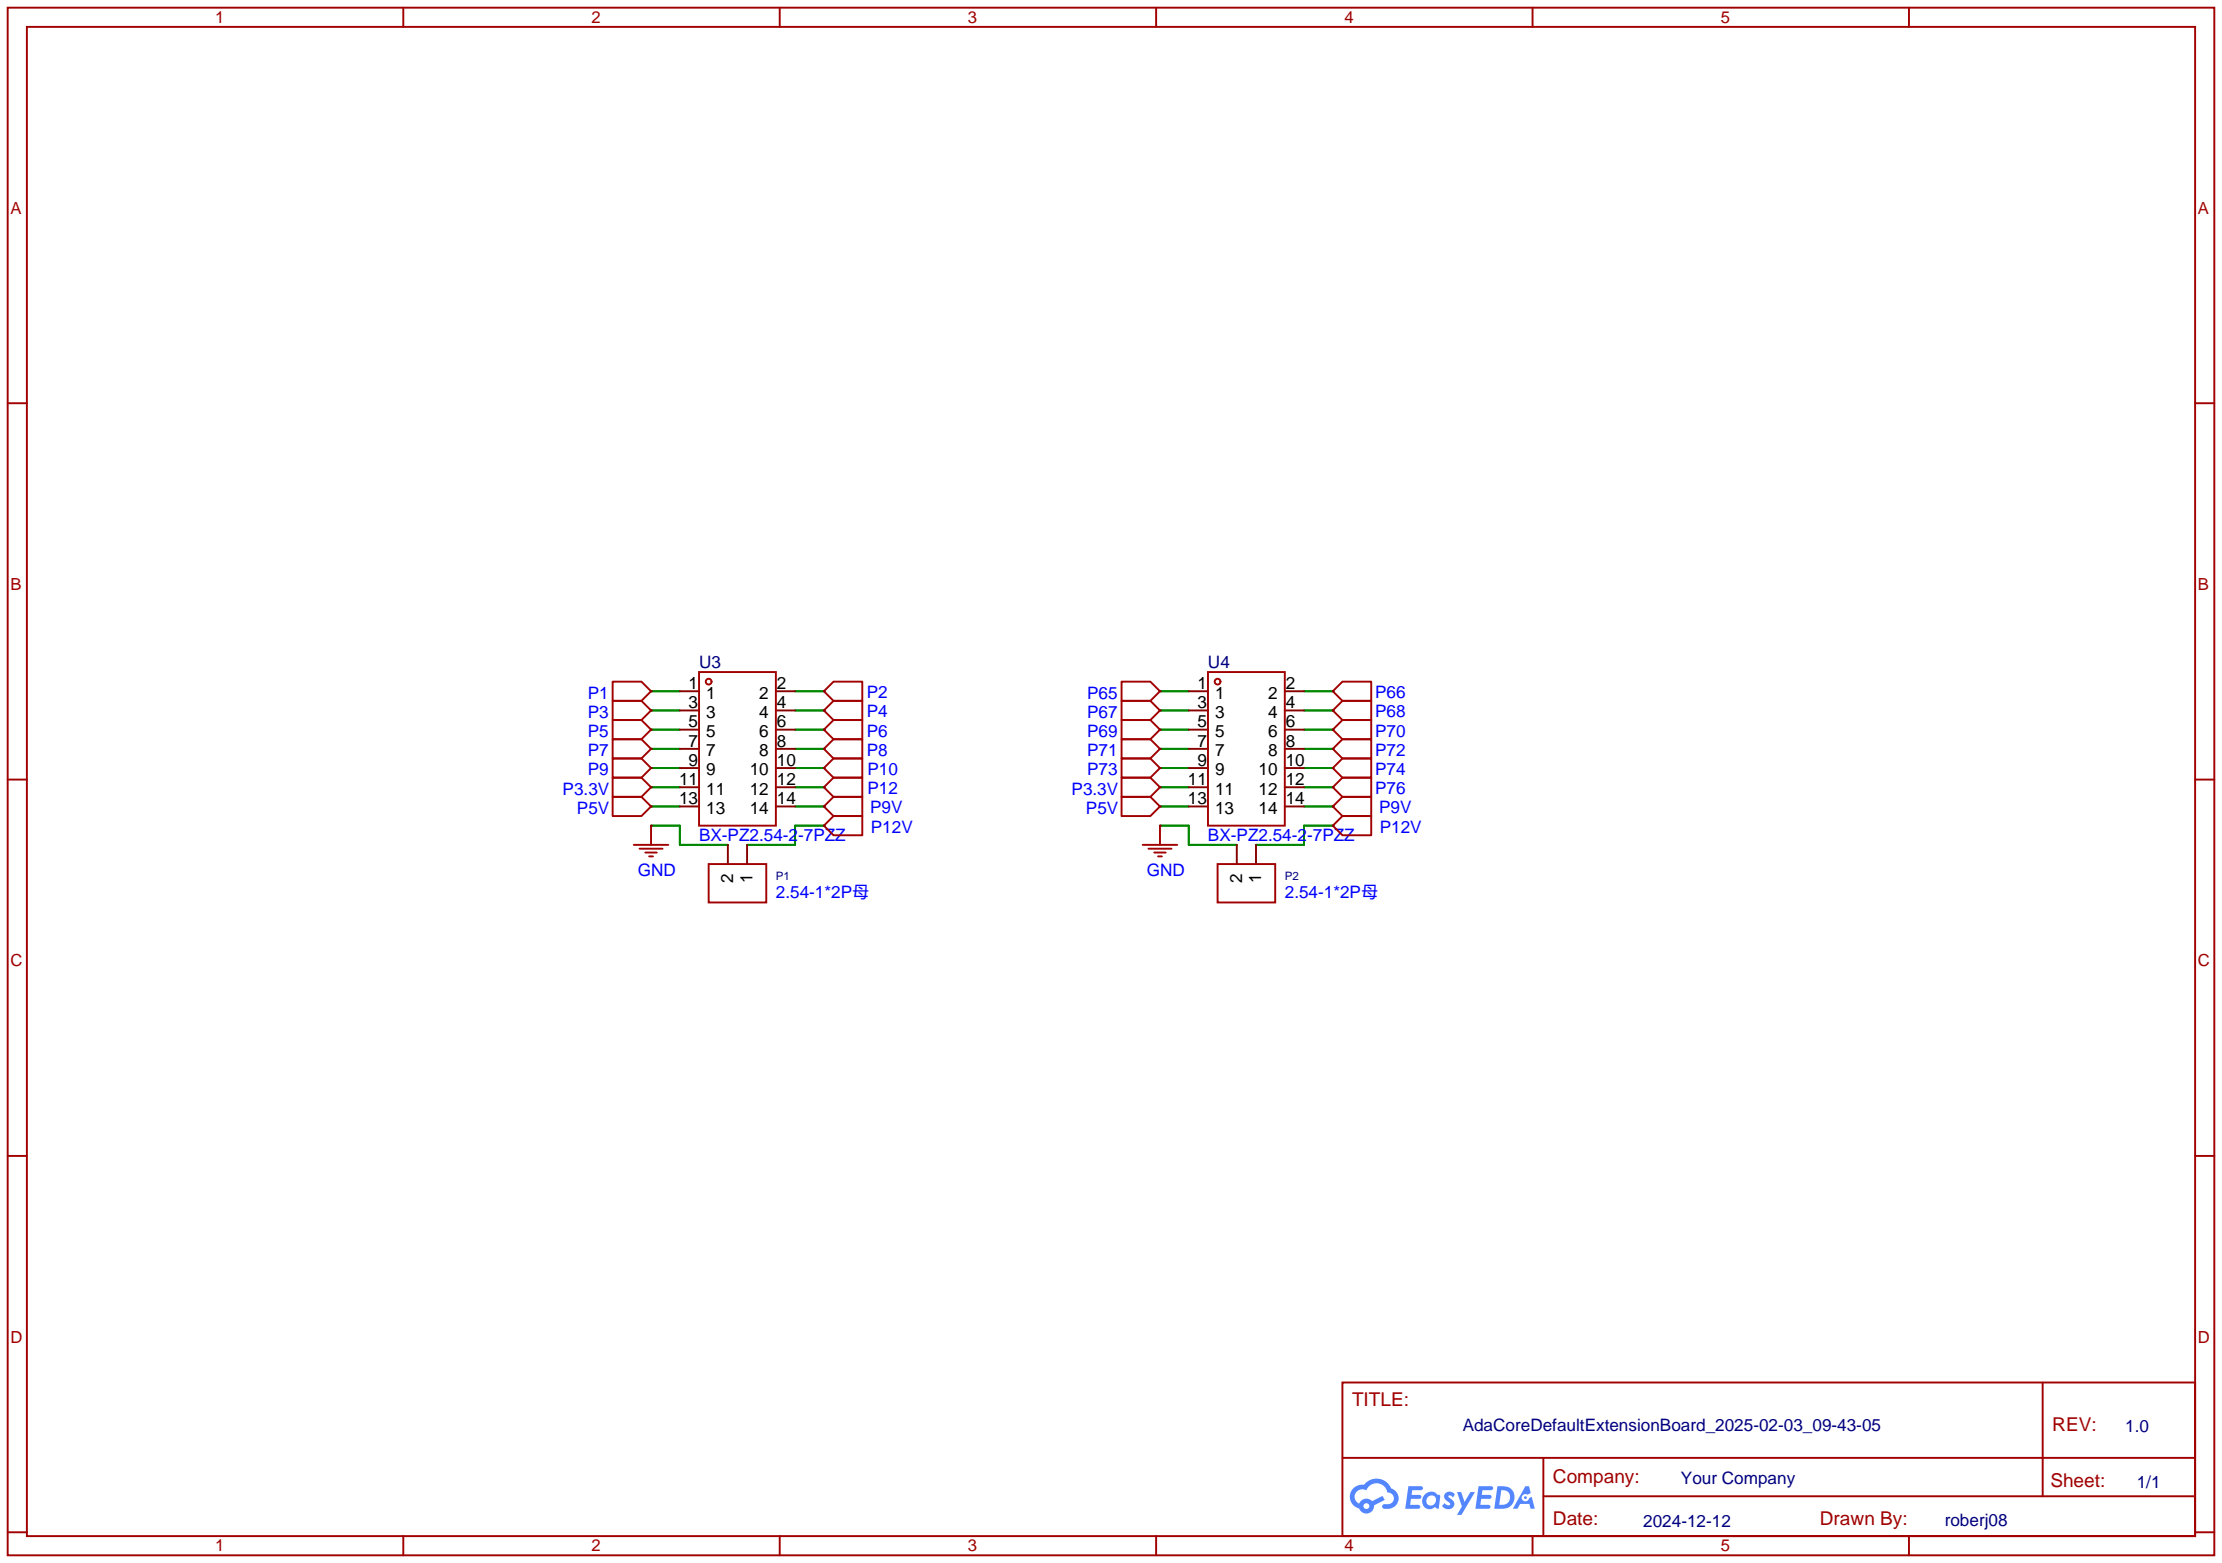 1 2 3 4 5
A A
B B
U3 U4
1 2 1 2
P1 1 2 P2 P65 1 2 P66
3 4 3 4
P3 3 4 P4 P67 3 4 P68
5 6 5 6
P5 5 6 P6 P69 5 6 P70
7 8 7 8
P7 7 8 P8 P71 7 8 P72
9 10 9 10
P9 9 10 P10 P73 9 10 P74
11 12 11 12
P3.3V 11 12 P12 P3.3V 11 12 P76
13 14 13 14
P5V 13 14 P9V P5V 13 14 P9V
P12V P12V
BX-PZ2.54-2-7PZZ BX-PZ2.54-2-7PZZ
GND GND
2 1 P1 2 1 P2
2.54-1*2P母 2.54-1*2P母
C C
D D
TITLE:
AdaCoreDefaultExtensionBoard_2025-02-03_09-43-05
REV: 1.0
EasyEDA
Company: Your Company
Sheet: 1/1
Date: 2024-12-12 Drawn By: roberj08
1 2 3 4 5